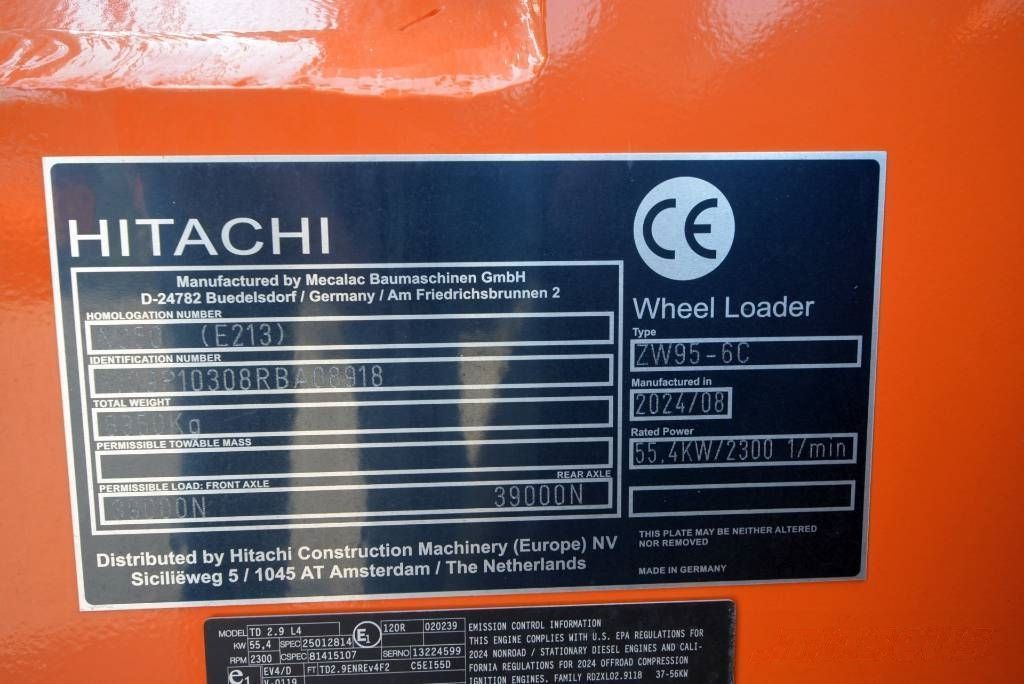 HITACHI
CE
Manufactured by Mecalac Baumaschinen GmbH
D-24782 Buedelsdorf / Germany / Am Friedrichsbrunnen 2
HOMOLOGATION NUMBER
(E213)
IDENTIFICATION NUMBER
TOTAL WEIGHT
PERMISSIBLE TOWABLE MASS
PERMISSIBLE LOAD: FRONT AXLE
REAR AXLE
39000N
Wheel Loader
Type
ZW95-6C
Manufactured in
2024/08
Rated Power
55,4KW/2300 1/min
THIS PLATE MAY BE NEITHER ALTERED
NOR REMOVED
MADE IN GERMANY
Distributed by Hitachi Construction Machinery (Europe) NV
Siciliëweg 5 / 1045 AT Amsterdam / The Netherlands
MODEL TD 2.9 L4
KW 55,4 SPEC 25012814
RPM 2300 CSPEC 81415107
E1 120R 020239
SERNO 13224599
e1 EV4/D FT TD2.9ENREv4F2 C5EI55D
V-0119
EMISSION CONTROL INFORMATION
THIS ENGINE COMPLIES WITH U.S. EPA REGULATIONS FOR
2024 NONROAD / STATIONARY DIESEL ENGINES AND CALI-
FORNIA REGULATIONS FOR 2024 OFFROAD COMPRESSION
IGNITION ENGINES. FAMILY RDZXL02.9118 37-56KW